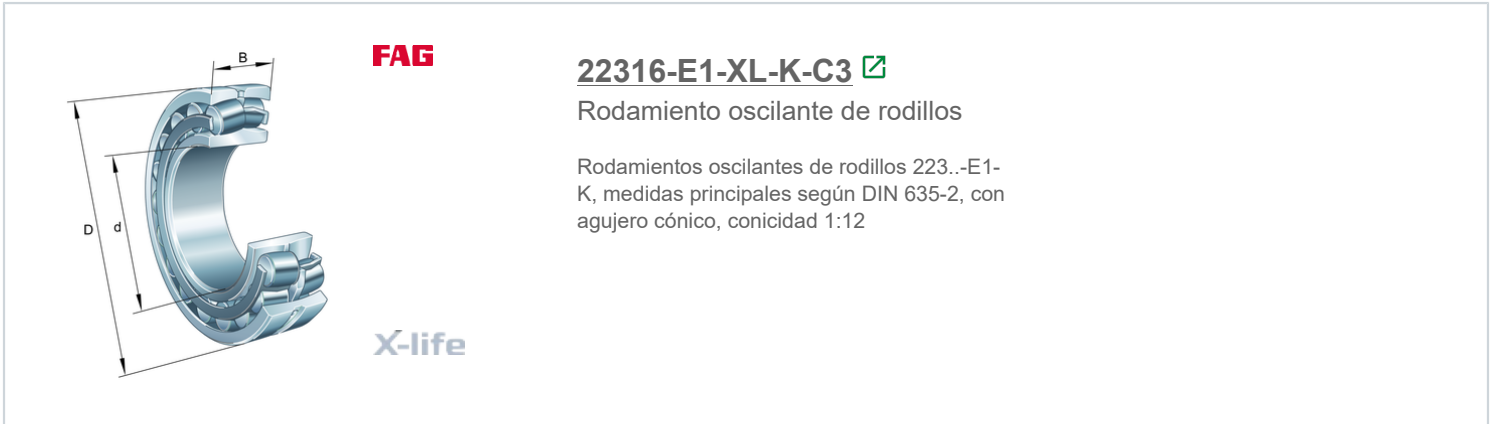 B
D
d
FAG
X-life
22316-E1-XL-K-C3
Rodamiento oscilante de rodillos
Rodamientos oscilantes de rodillos 223..-E1-
K, medidas principales según DIN 635-2, con
agujero cónico, conicidad 1:12